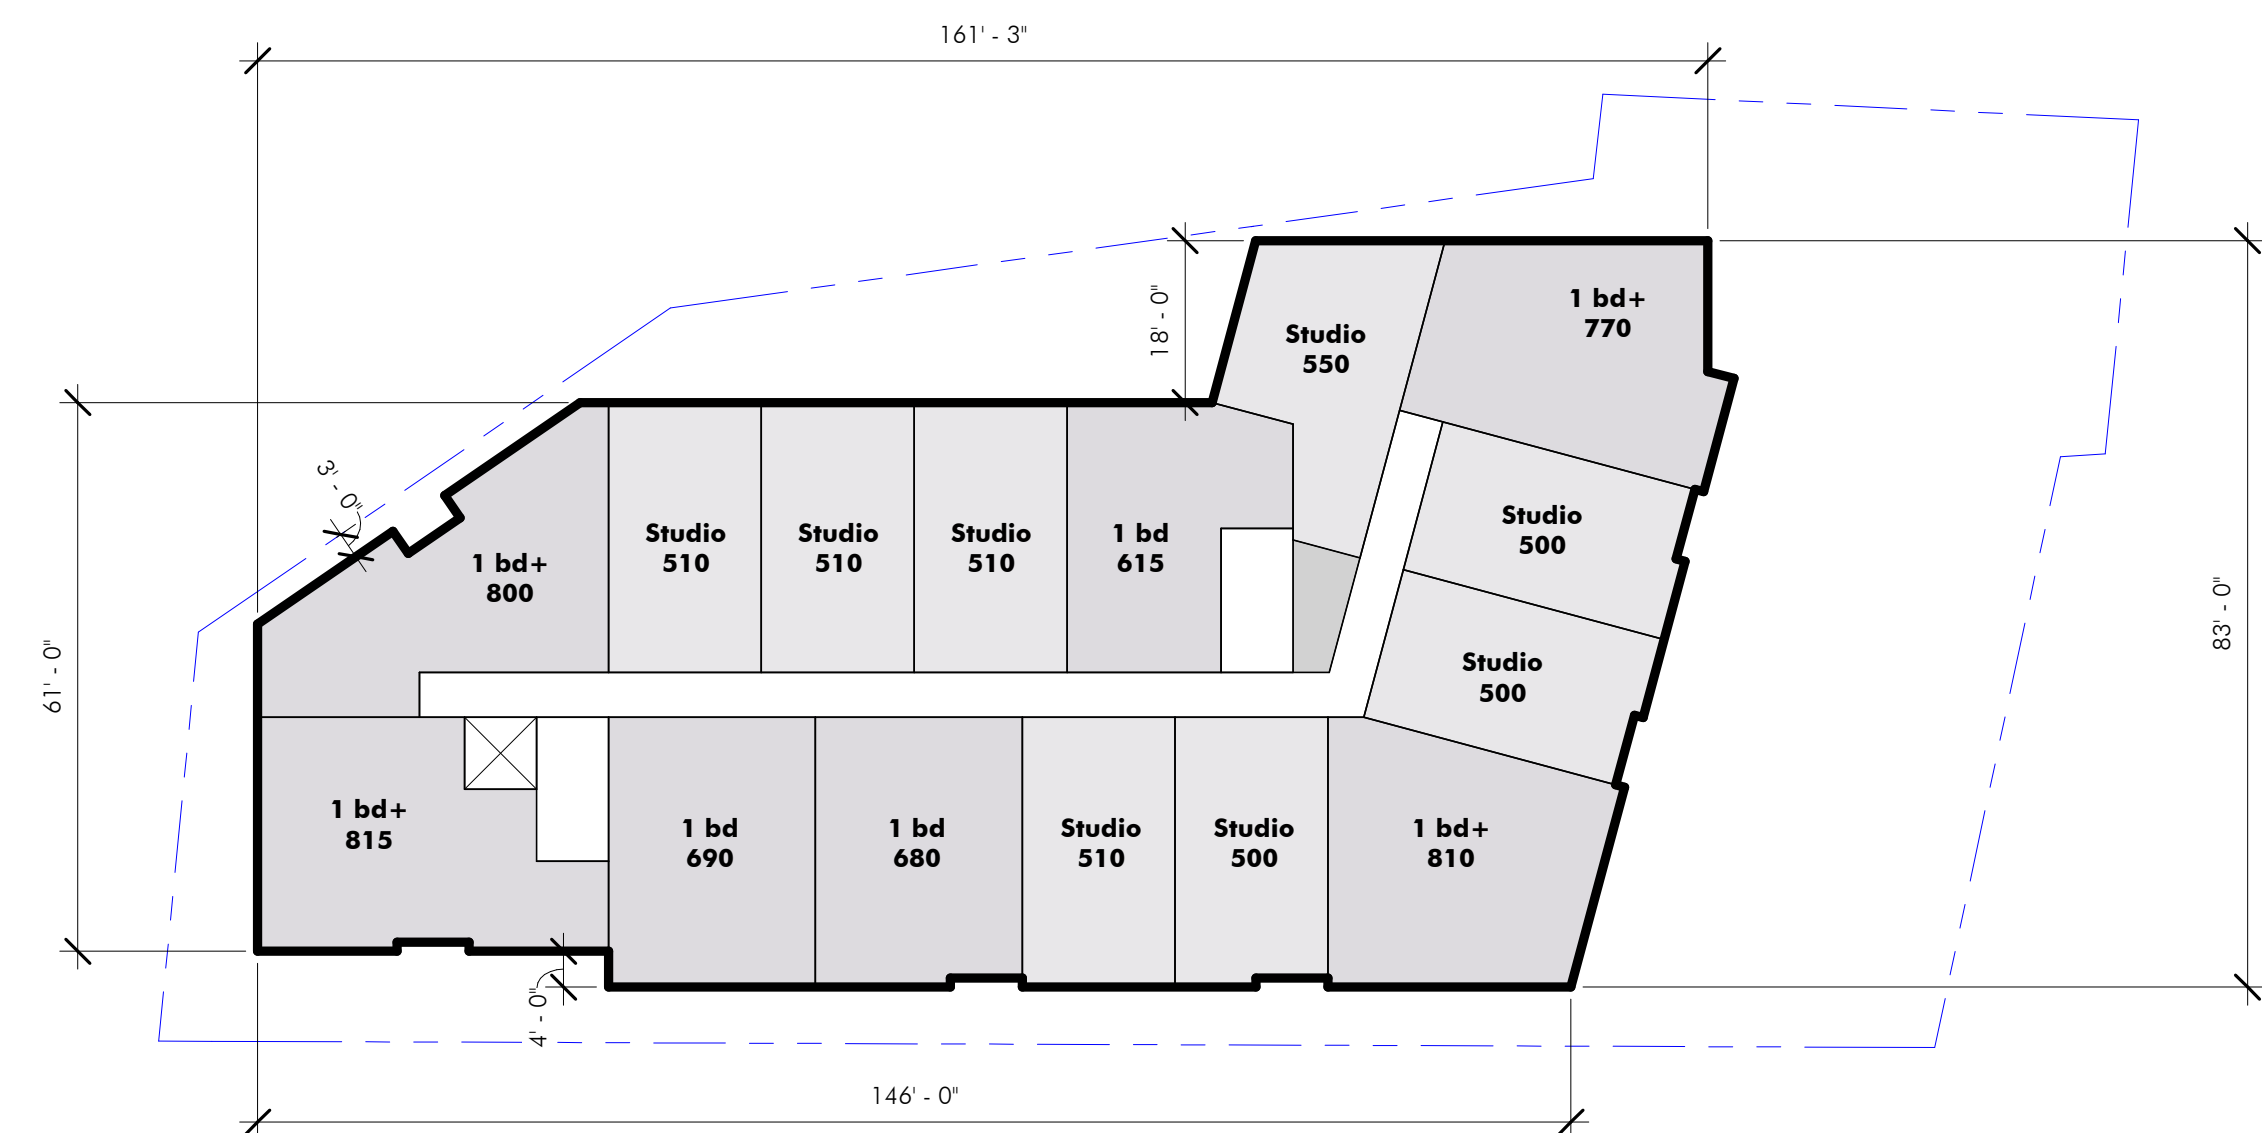 161' - 3"
18' - 0"
1 bd+
770
Studio
550
3' - 0"
Studio
500
1 bd+
800
Studio
510
Studio
510
Studio
510
1 bd
615
83' - 0"
61' - 0"
Studio
500
1 bd+
815
1 bd
690
1 bd
680
Studio
510
Studio
500
1 bd+
810
4' - 0"
146' - 0"